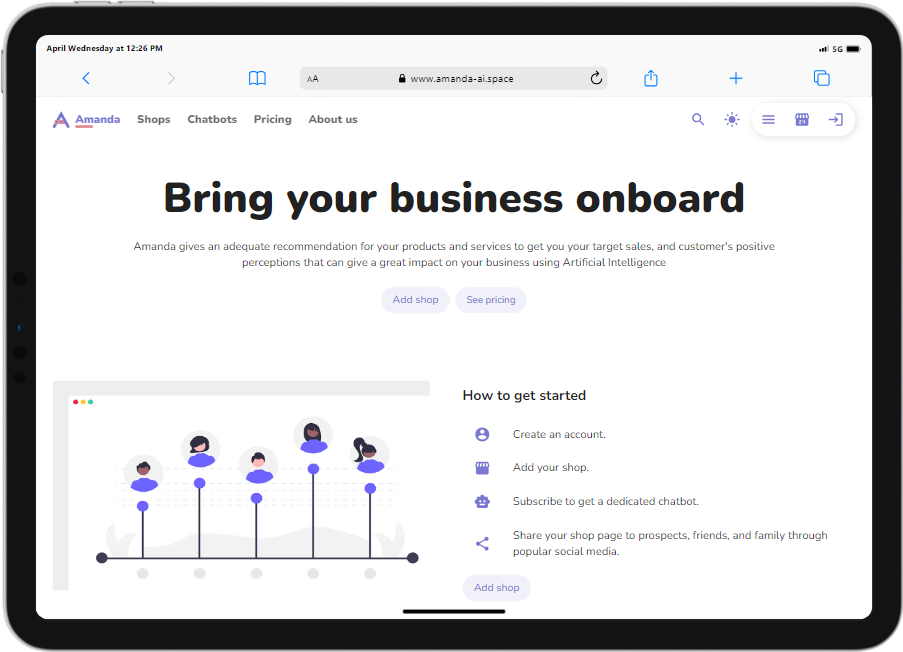 April Wednesday at 12:26 PM
5G
AA
www.amanda-ai.space
Amanda Shops Chatbots Pricing About us
24
Bring your business onboard
Amanda gives an adequate recommendation for your products and services to get you your target sales, and customer's positive
perceptions that can give a great impact on your business using Artificial Intelligence
Add shop See pricing
How to get started
Create an account.
Add your shop.
Subscribe to get a dedicated chatbot.
Share your shop page to prospects, friends, and family through
popular social media.
Add shop